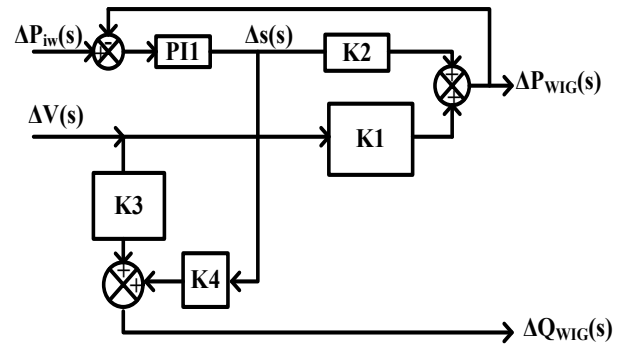 ΔPiw(s)
PI1
Δs(s)
K2
ΔPWIG(s)
ΔV(s)
K1
K3
K4
ΔQWIG(s)